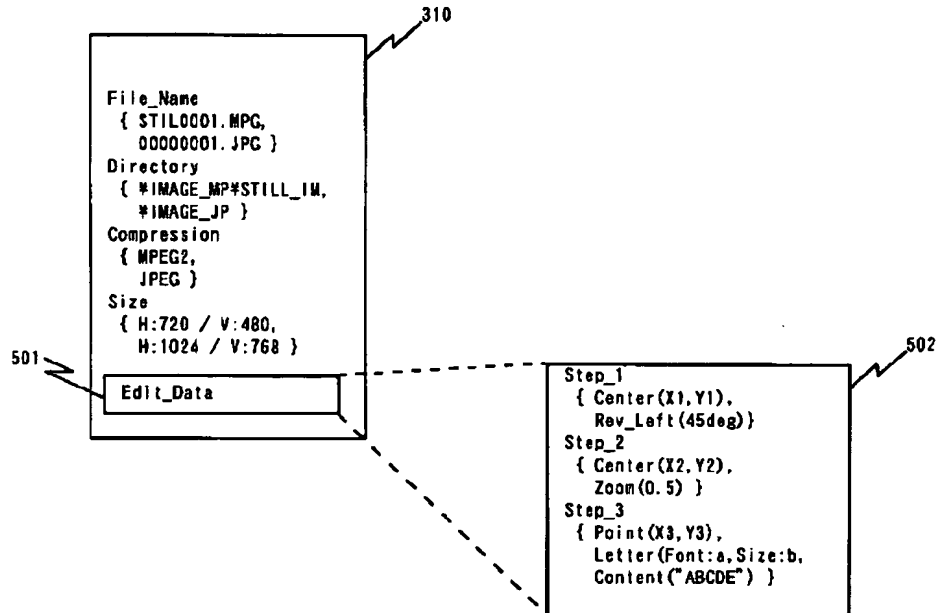 310
File_Name
{ STIL0001.MPG,
00000001.JPG }
Directory
{ ¥IMAGE_MP¥STILL_IM,
¥IMAGE_JP }
Compression
{ MPEG2,
JPEG }
Size
{ H:720 / V:480,
H:1024 / V:768 }
501
Edit_Data
502
Step_1
{ Center(X1,Y1),
Rev_Left(45deg)}
Step_2
{ Center(X2,Y2),
Zoom(0.5) }
Step_3
{ Point(X3,Y3),
Letter(Font:a,Size:b,
Content("ABCDE") }